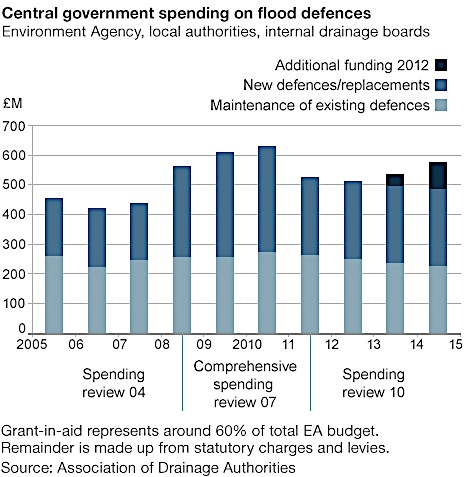 Central government spending on flood defences
Environment Agency, local authorities, internal drainage boards
Additional funding 2012
New defences/replacements
£M
Maintenance of existing defences
700
600
500
400
300
200
100
0
2005 06 07 08 09 2010 11 12 13 14 15
Spending
review 04
Comprehensive
spending
review 07
Spending
review 10
Grant-in-aid represents around 60% of total EA budget.
Remainder is made up from statutory charges and levies.
Source: Association of Drainage Authorities